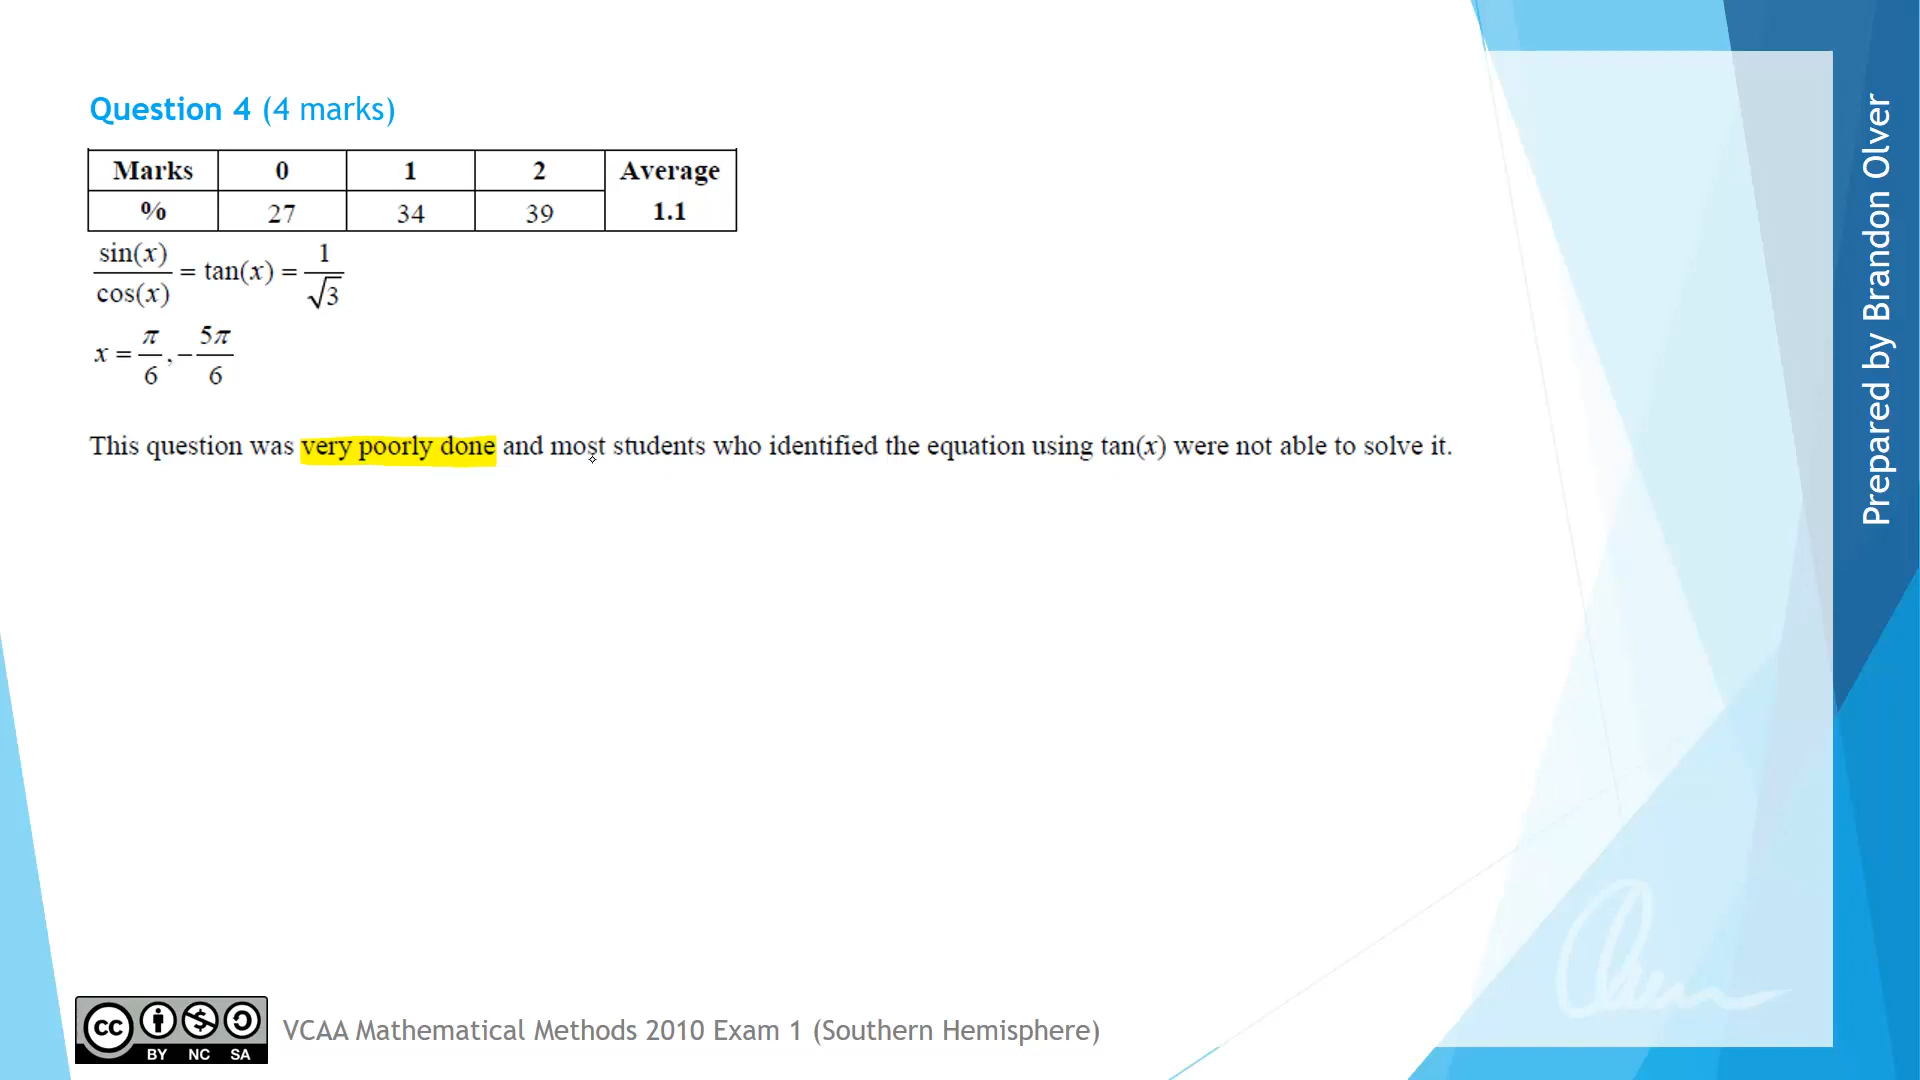 Question 4 (4 marks)
Marks 0 1 2 Average
% 27 34 39 1.1
sin(x)/cos(x) = tan(x) = 1/√3
x = π/6, −5π/6
This question was very poorly done and most students who identified the equation using tan(x) were not able to solve it.
Prepared by Brandon Olver
cc BY NC SA
VCAA Mathematical Methods 2010 Exam 1 (Southern Hemisphere)